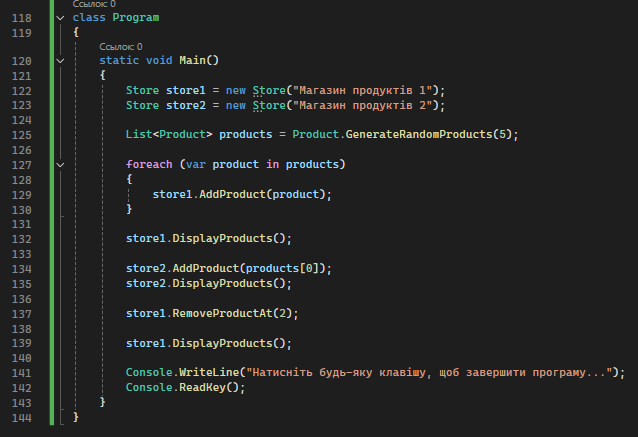 Ссылок: 0
118 class Program
119 {
Ссылок: 0
120 static void Main()
121 {
122 Store store1 = new Store("Магазин продуктів 1");
123 Store store2 = new Store("Магазин продуктів 2");
124
125 List<Product> products = Product.GenerateRandomProducts(5);
126
127 foreach (var product in products)
128 {
129 store1.AddProduct(product);
130 }
131
132 store1.DisplayProducts();
133
134 store2.AddProduct(products[0]);
135 store2.DisplayProducts();
136
137 store1.RemoveProductAt(2);
138
139 store1.DisplayProducts();
140
141 Console.WriteLine("Натисніть будь-яку клавішу, щоб завершити програму...");
142 Console.ReadKey();
143 }
144 }